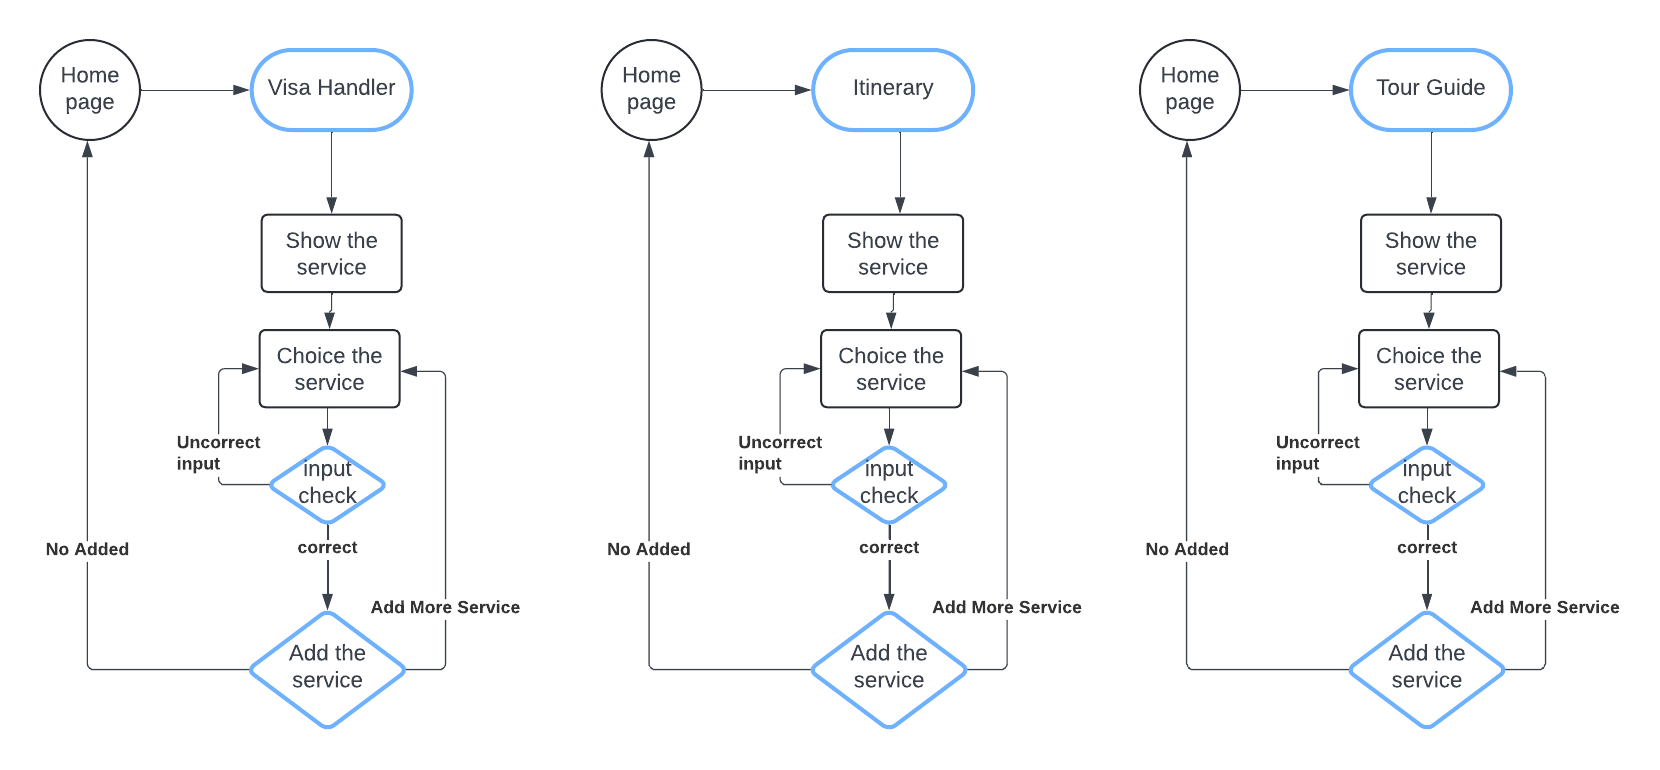 Home
page
Visa Handler
Show the
service
Choice the
service
Uncorrect
input
input
check
correct
No Added
Add More Service
Add the
service
Home
page
Itinerary
Show the
service
Choice the
service
Uncorrect
input
input
check
correct
No Added
Add More Service
Add the
service
Home
page
Tour Guide
Show the
service
Choice the
service
Uncorrect
input
input
check
correct
No Added
Add More Service
Add the
service